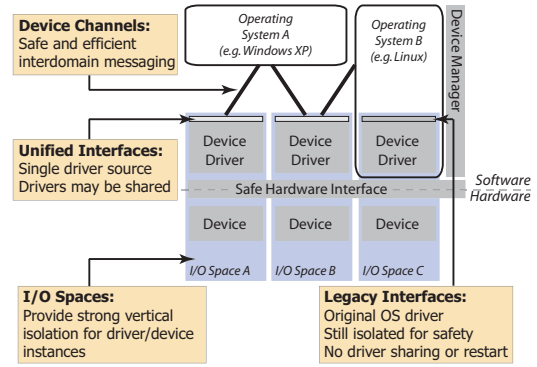 Device Channels:
Safe and efficient
interdomain messaging
Operating
System A
(e.g. Windows XP)
Operating
System B
(e.g. Linux)
Device Manager
Unified Interfaces:
Single driver source
Drivers may be shared
Device
Driver
Device
Driver
Device
Driver
Safe Hardware Interface
Software
Hardware
Device
Device
Device
I/O Space A
I/O Space B
I/O Space C
I/O Spaces:
Provide strong vertical
isolation for driver/device
instances
Legacy Interfaces:
Original OS driver
Still isolated for safety
No driver sharing or restart